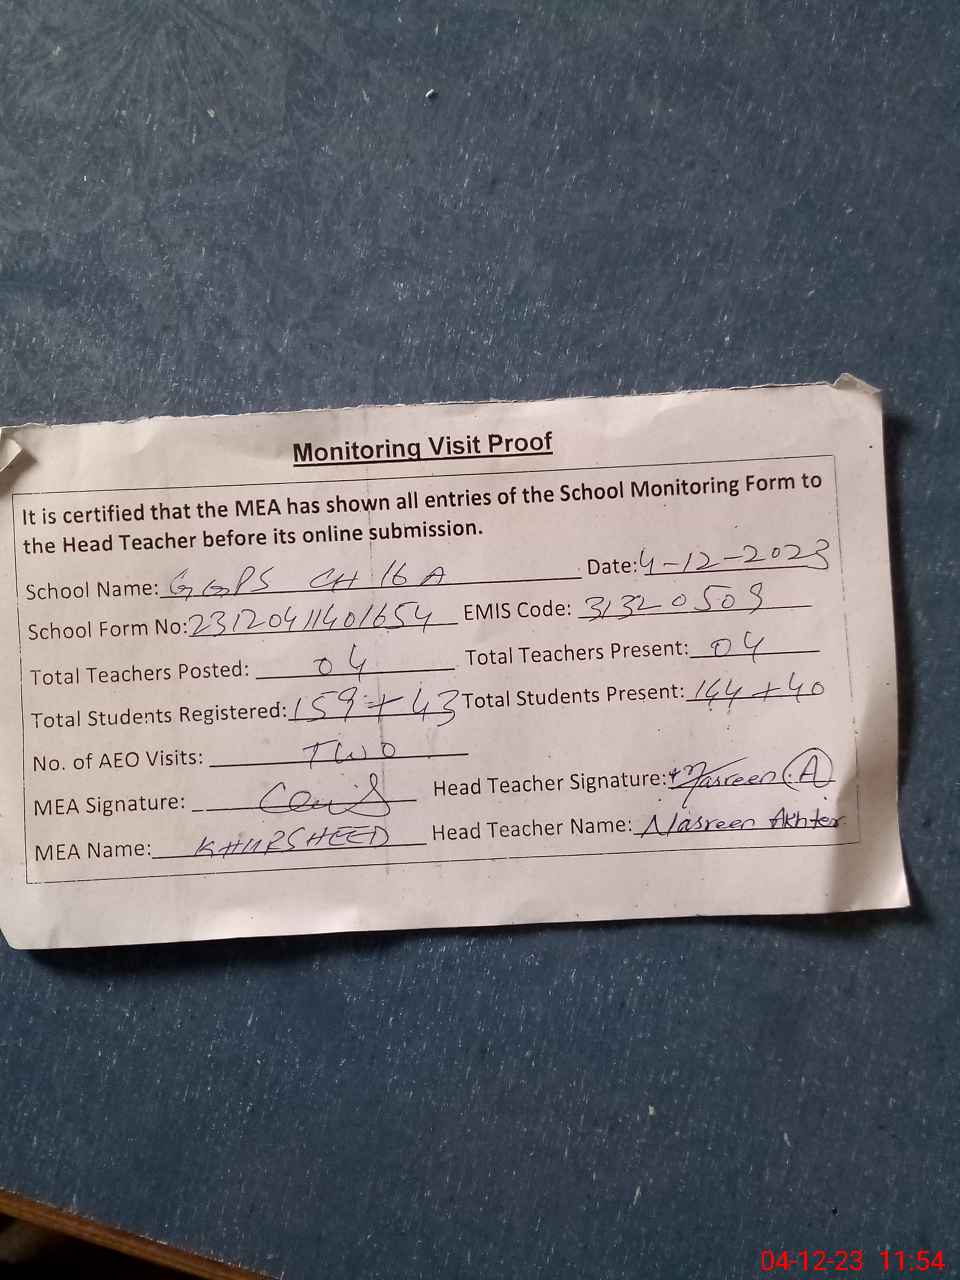 Monitoring Visit Proof
It is certified that the MEA has shown all entries of the School Monitoring Form to
the Head Teacher before its online submission.
School Name: GGPS CH 16 A Date: 4-12-2023
School Form No: 23120411401654 EMIS Code: 31320509
Total Teachers Posted: 04 Total Teachers Present: 04
Total Students Registered: 159+43 Total Students Present: 144+40
No. of AEO Visits: TWO
MEA Signature: Head Teacher Signature: Nasreen (A)
MEA Name: KHURSHEED Head Teacher Name: Nasreen Akhter
04-12-23 11:54